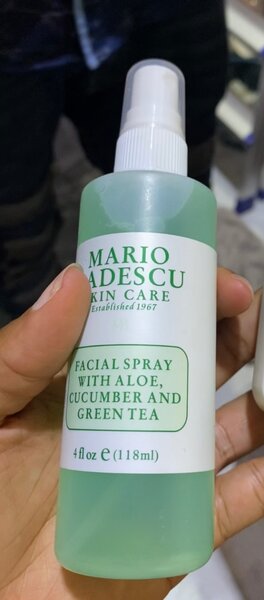 MARIO
ADESCU
KIN CARE
Established 1967
FACIAL SPRAY
WITH ALOE,
CUCUMBER AND
GREEN TEA
4 fl oz e (118ml)